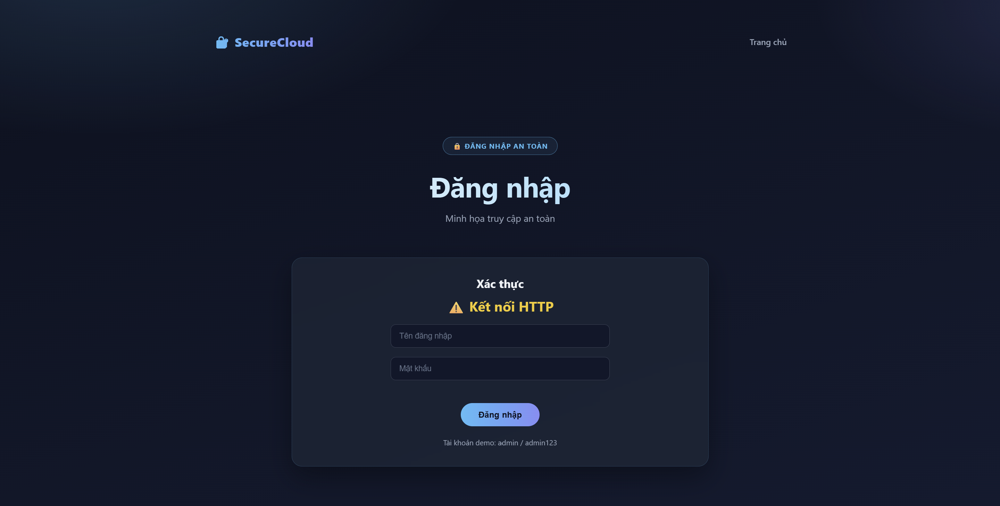 SecureCloud
Trang chủ
ĐĂNG NHẬP AN TOÀN
Đăng nhập
Minh họa truy cập an toàn
Xác thực
Kết nối HTTP
Tên đăng nhập
Mật khẩu
Đăng nhập
Tài khoản demo: admin / admin123